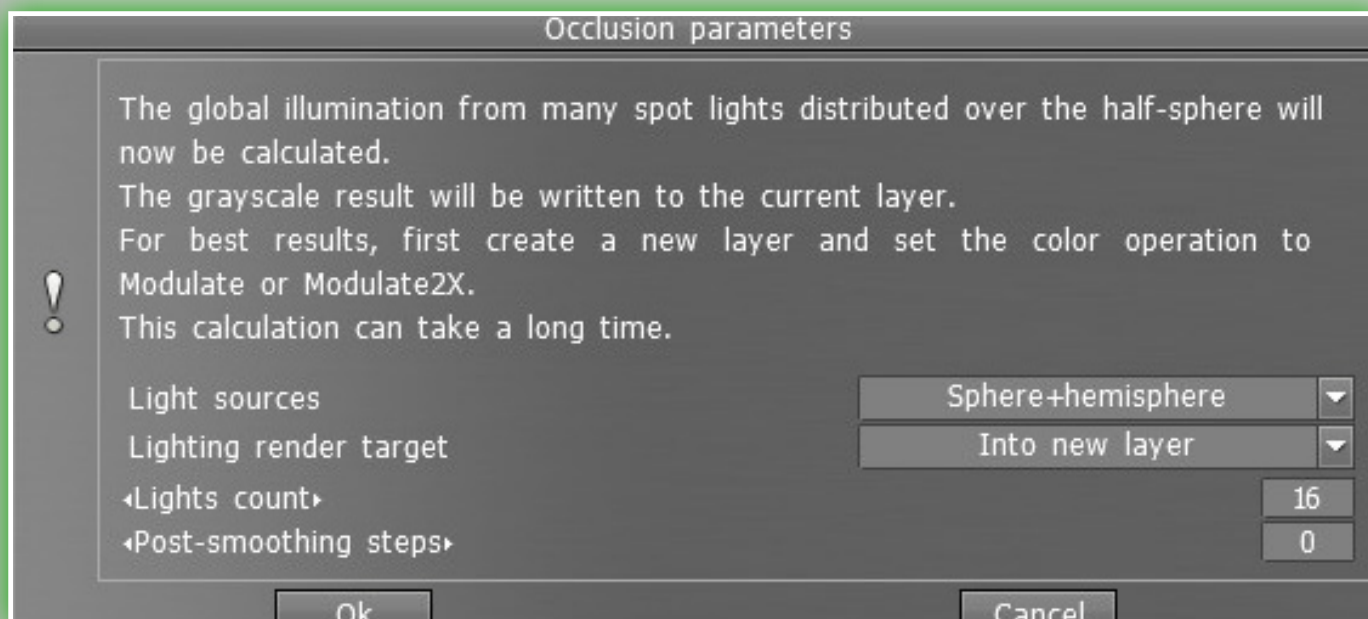 Occlusion parameters
The global illumination from many spot lights distributed over the half-sphere will
now be calculated.
The grayscale result will be written to the current layer.
For best results, first create a new layer and set the color operation to
Modulate or Modulate2X.
This calculation can take a long time.
Light sources Sphere+hemisphere
Lighting render target Into new layer
Lights count 16
Post-smoothing steps 0
Ok Cancel